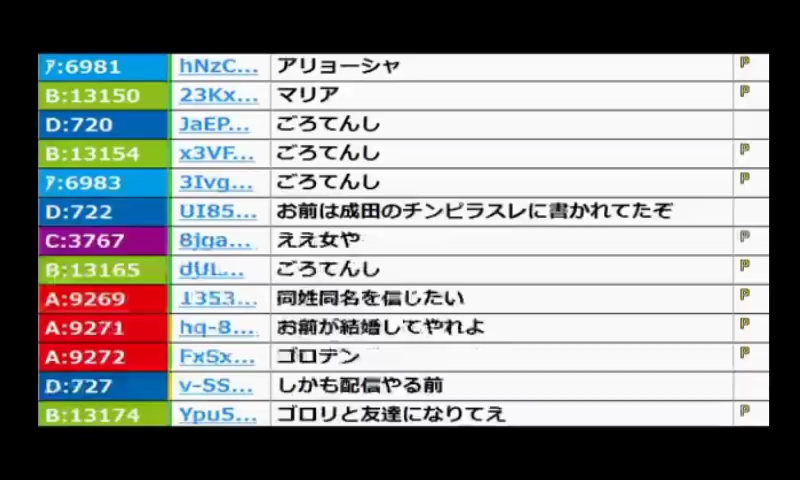 ｱ:6981 hNzC... アリョーシャ P
B:13150 23Kx... マリア P
D:720 JaEP... ごろてんし
B:13154 x3VF... ごろてんし P
ｱ:6983 3Ivg... ごろてんし P
D:722 UI85... お前は成田のチンピラスレに書かれてたぞ
C:3767 8jga... ええ女や P
B:13165 ごろてんし P
A:9269 1353... 同姓同名を信じたい P
A:9271 hq-8... お前が結婚してやれよ P
A:9272 Fx5x... ゴロテン P
D:727 v-5S... しかも配信やる前
B:13174 Ypu5... ゴロリと友達になりてえ P